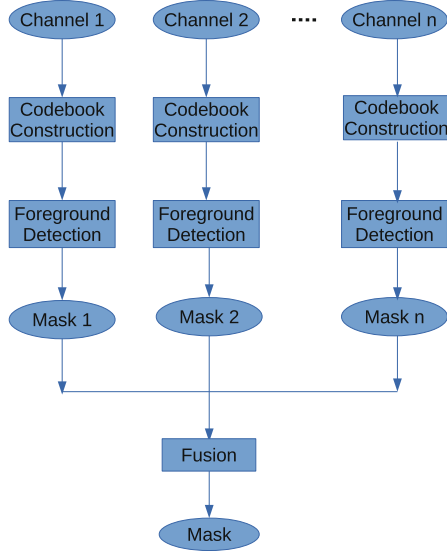 Channel 1
Channel 2
....
Channel n
Codebook
Construction
Codebook
Construction
Codebook
Construction
Foreground
Detection
Foreground
Detection
Foreground
Detection
Mask 1
Mask 2
Mask n
Fusion
Mask